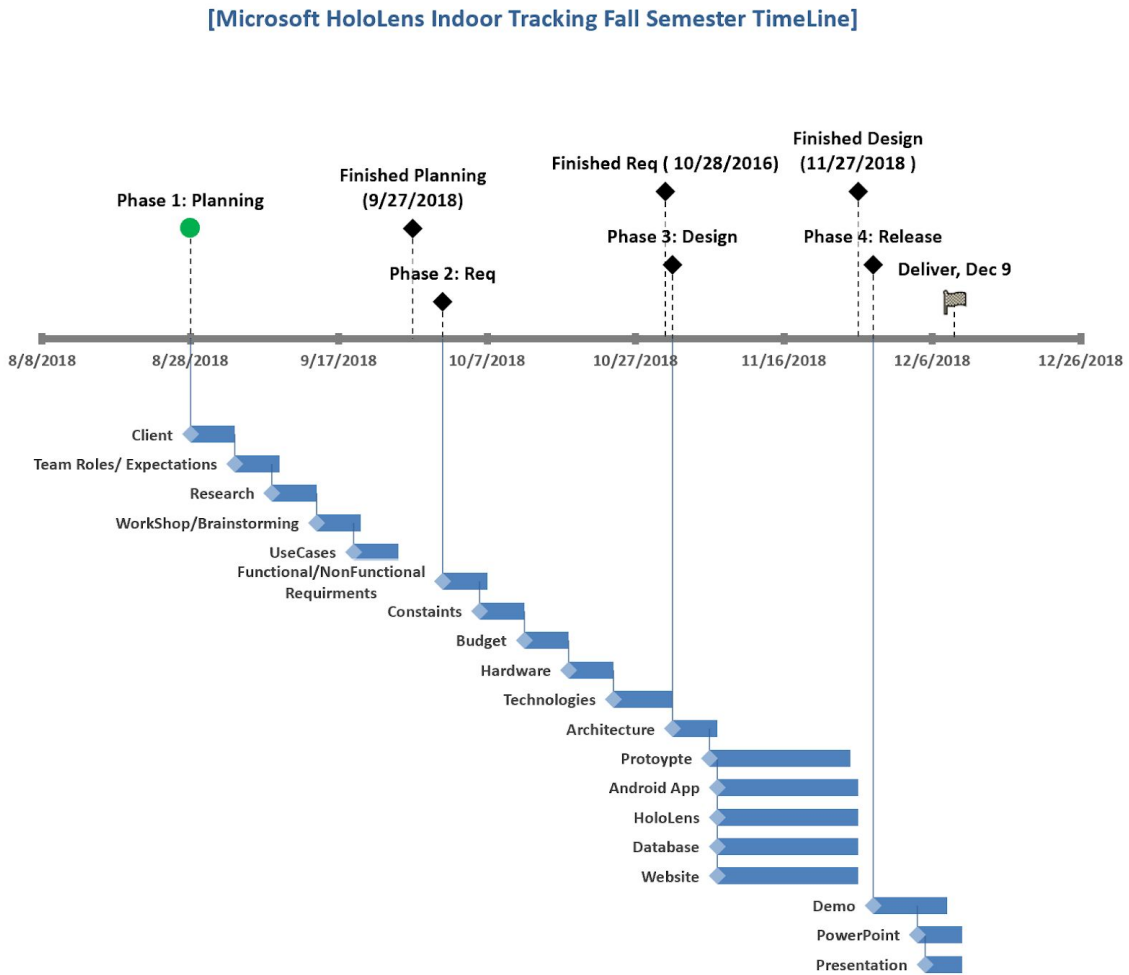 [Microsoft HoloLens Indoor Tracking Fall Semester TimeLine]
Finished Design
(11/27/2018 )
Finished Req ( 10/28/2016)
Finished Planning
(9/27/2018)
Phase 1: Planning
Phase 3: Design
Phase 4: Release
Phase 2: Req
Deliver, Dec 9
8/8/2018
8/28/2018
9/17/2018
10/7/2018
10/27/2018
11/16/2018
12/6/2018
12/26/2018
Client
Team Roles/ Expectations
Research
WorkShop/Brainstorming
UseCases
Functional/NonFunctional
Requirments
Constaints
Budget
Hardware
Technologies
Architecture
Protoypte
Android App
HoloLens
Database
Website
Demo
PowerPoint
Presentation